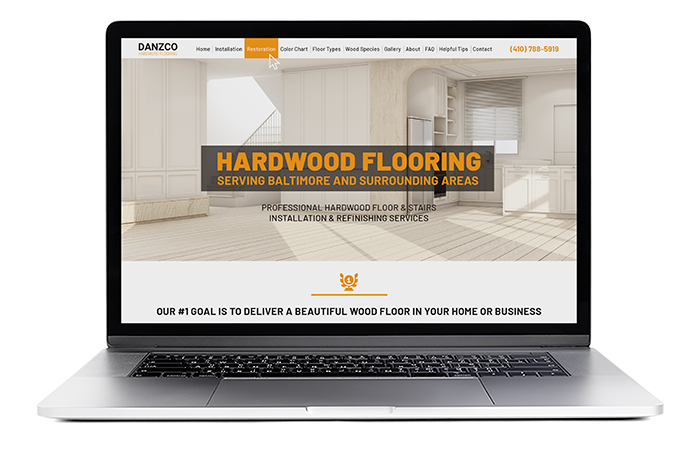 DANZCO
HARDWOOD FLOORING
Home Installation Restoration Color Chart Floor Types Wood Species Gallery About FAQ Helpful Tips Contact
(410) 788-5919
HARDWOOD FLOORING
SERVING BALTIMORE AND SURROUNDING AREAS
PROFESSIONAL HARDWOOD FLOOR & STAIRS
INSTALLATION & REFINISHING SERVICES
OUR #1 GOAL IS TO DELIVER A BEAUTIFUL WOOD FLOOR IN YOUR HOME OR BUSINESS